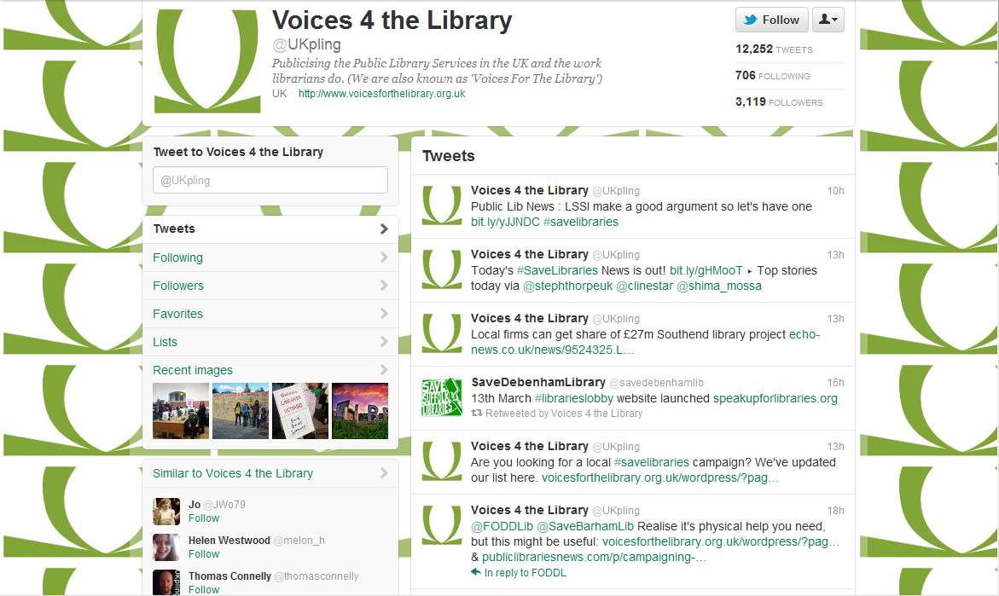 Voices 4 the Library
@UKpling
Publicising the Public Library Services in the UK and the work
librarians do. (We are also known as 'Voices For The Library')
UK · http://www.voicesforthelibrary.org.uk
Follow
12,252 TWEETS
706 FOLLOWING
3,119 FOLLOWERS
Tweet to Voices 4 the Library
@UKpling
Tweets
Following
Followers
Favorites
Lists
Recent images
SMALL
LIBRARIES
Similar to Voices 4 the Library
Jo @JWo79
Follow
Helen Westwood @melon_h
Follow
Thomas Connelly @thomasconnelly
Follow
Tweets
Voices 4 the Library @UKpling 10h
Public Lib News : LSSI make a good argument so let's have one
bit.ly/yJJNDC #savelibraries
Voices 4 the Library @UKpling 13h
Today's #SaveLibraries News is out! bit.ly/gHMooT ▸ Top stories
today via @stephthorpeuk @clinestar @shima_mossa
Voices 4 the Library @UKpling 13h
Local firms can get share of £27m Southend library project echo-
news.co.uk/news/9524325.L…
SAVE
SUFFOLK
LIBRARIES
SaveDebenhamLibrary @savedebenhamlib 16h
13th March #librarieslobby website launched speakupforlibraries.org
Retweeted by Voices 4 the Library
Voices 4 the Library @UKpling 13h
Are you looking for a local #savelibraries campaign? We've updated
our list here. voicesforthelibrary.org.uk/wordpress/?pag…
Voices 4 the Library @UKpling 18h
@FODDLib @SaveBarhamLib Realise it's physical help you need,
but this might be useful: voicesforthelibrary.org.uk/wordpress/?pag…
& publiclibrariesnews.com/p/campaigning-…
In reply to FODDL